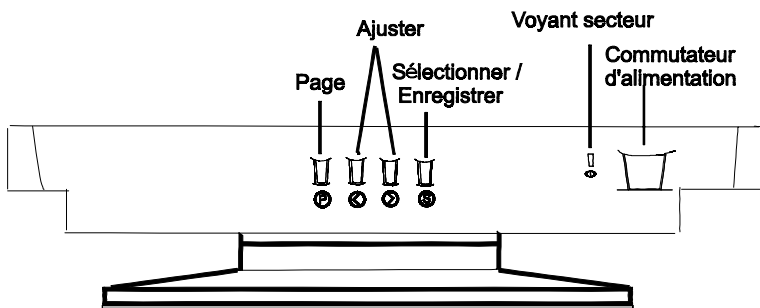 Voyant secteur
Ajuster
Commutateur
d'alimentation
Sélectionner /
Enregistrer
Page
P < > S